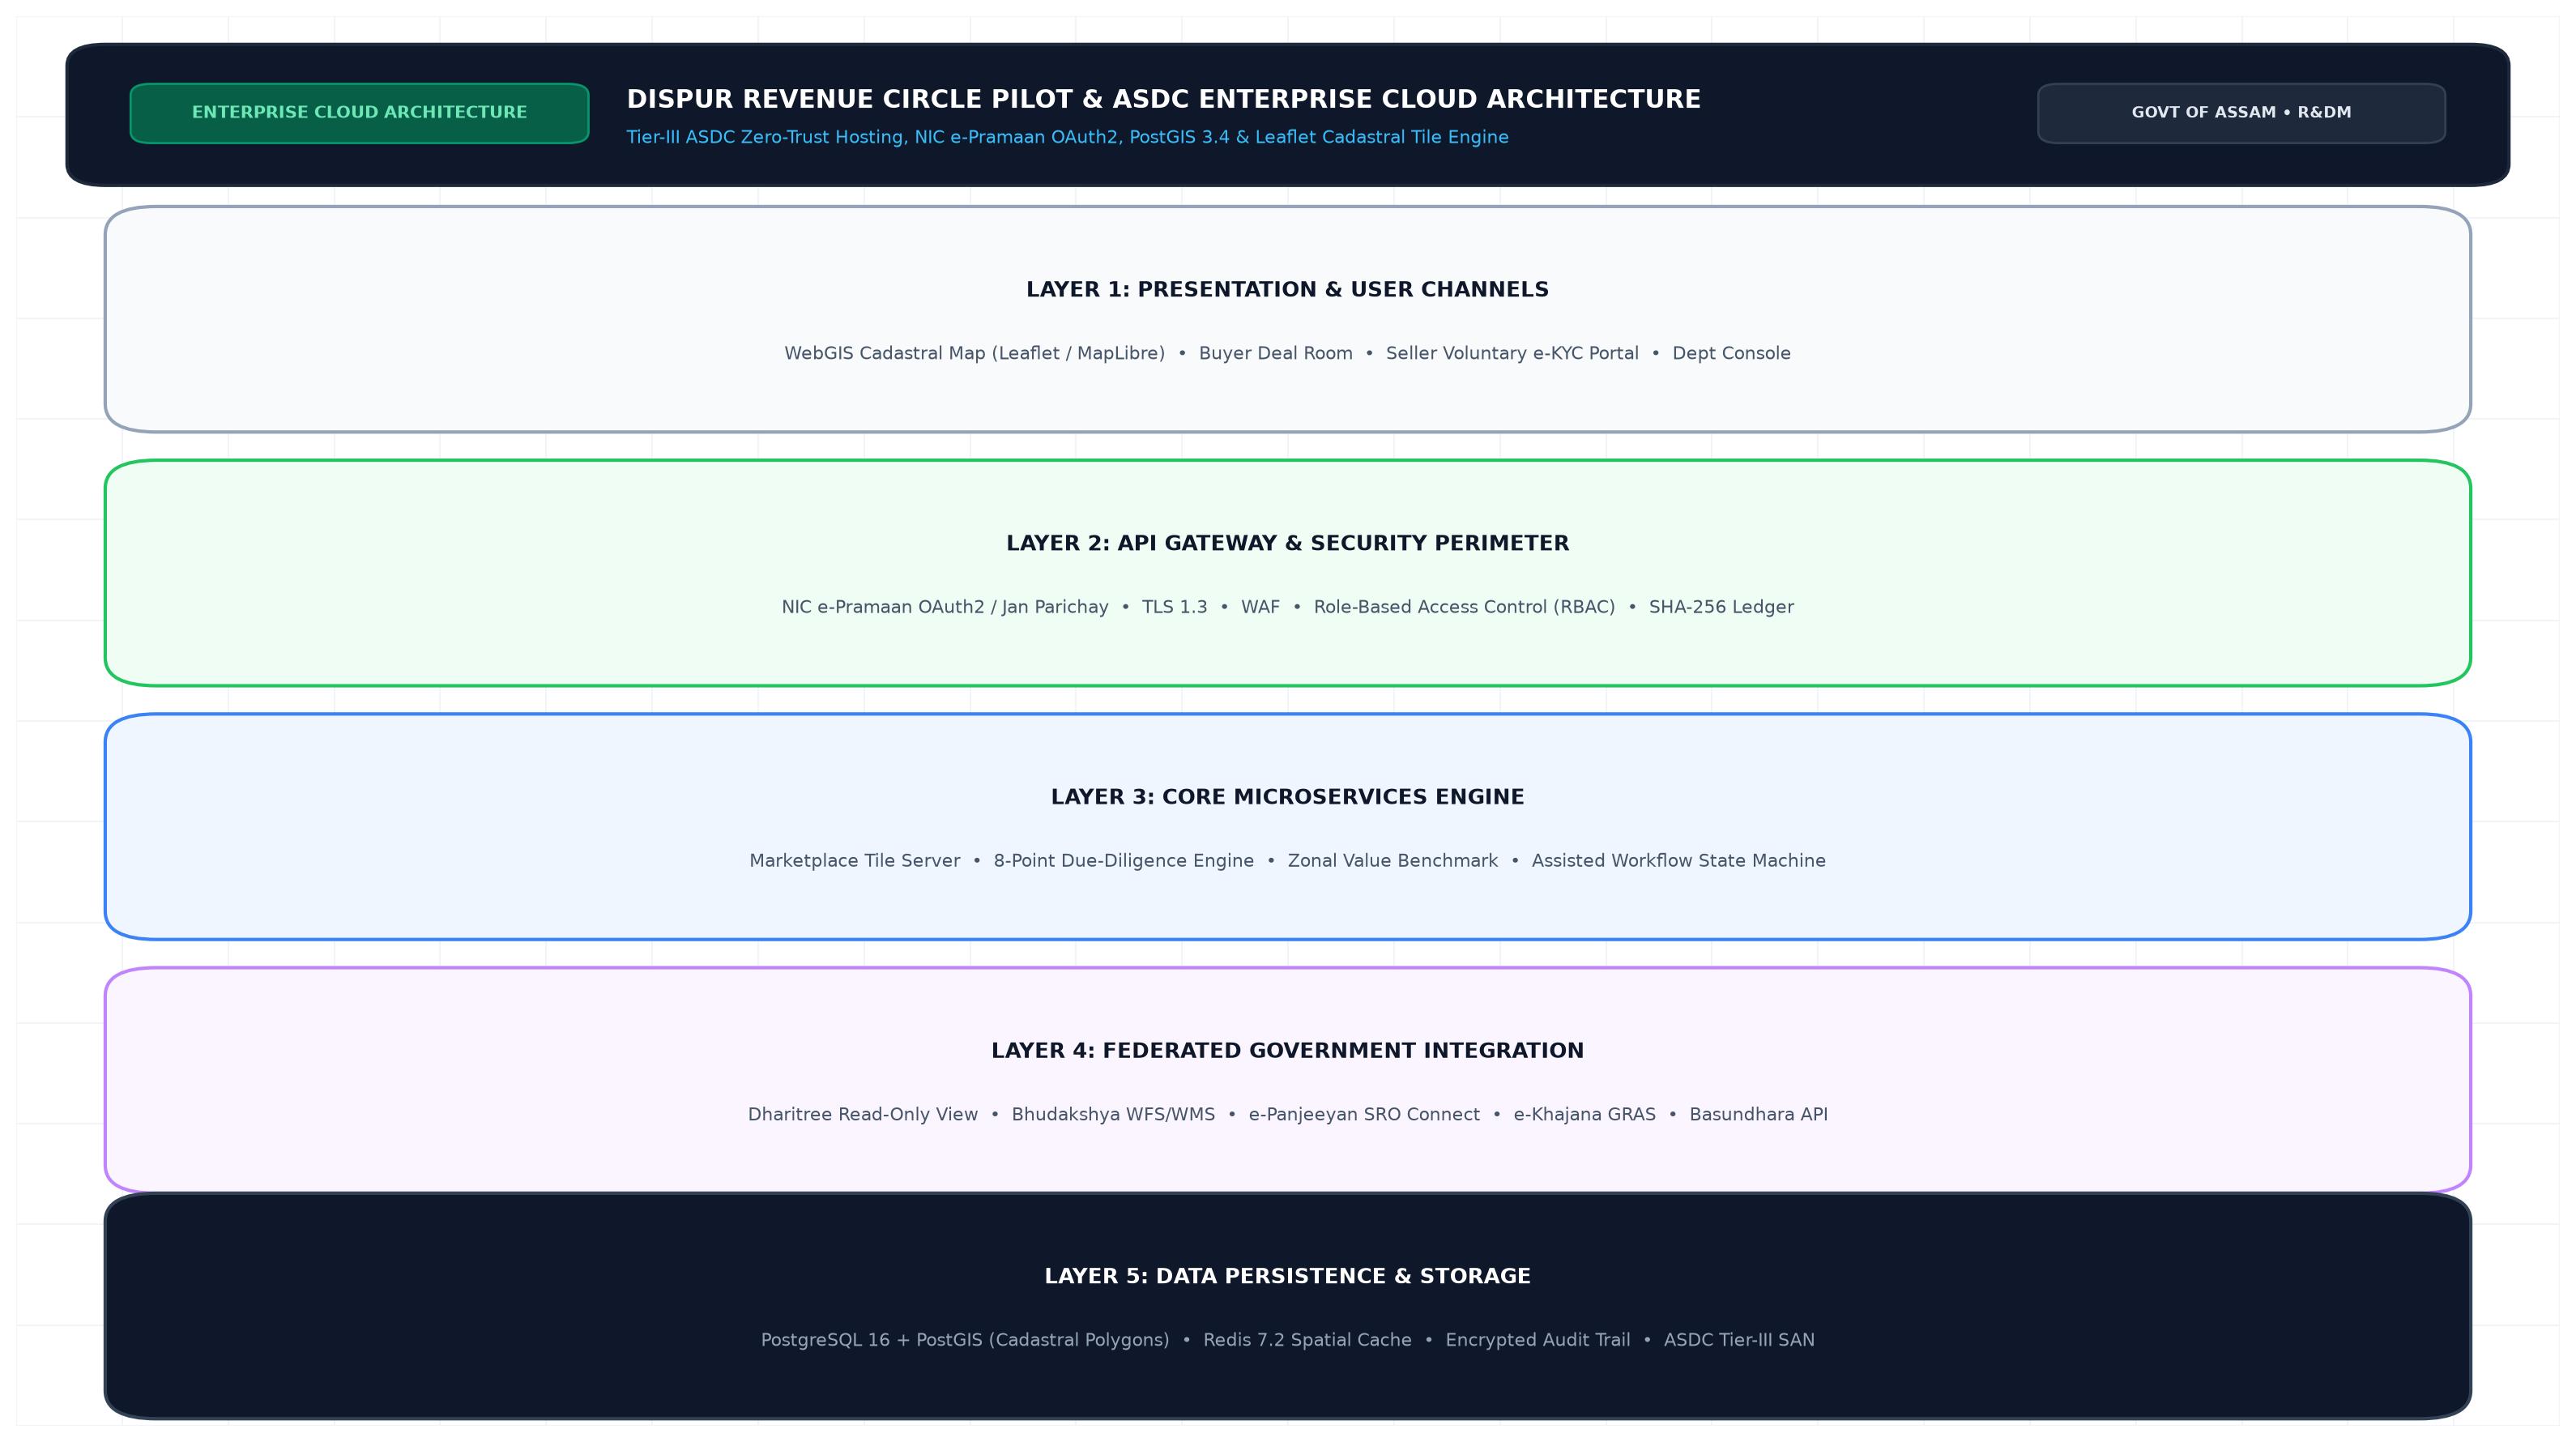 ENTERPRISE CLOUD ARCHITECTURE
DISPUR REVENUE CIRCLE PILOT & ASDC ENTERPRISE CLOUD ARCHITECTURE
Tier-III ASDC Zero-Trust Hosting, NIC e-Pramaan OAuth2, PostGIS 3.4 & Leaflet Cadastral Tile Engine
GOVT OF ASSAM • R&DM
LAYER 1: PRESENTATION & USER CHANNELS
WebGIS Cadastral Map (Leaflet / MapLibre) • Buyer Deal Room • Seller Voluntary e-KYC Portal • Dept Console
LAYER 2: API GATEWAY & SECURITY PERIMETER
NIC e-Pramaan OAuth2 / Jan Parichay • TLS 1.3 • WAF • Role-Based Access Control (RBAC) • SHA-256 Ledger
LAYER 3: CORE MICROSERVICES ENGINE
Marketplace Tile Server • 8-Point Due-Diligence Engine • Zonal Value Benchmark • Assisted Workflow State Machine
LAYER 4: FEDERATED GOVERNMENT INTEGRATION
Dharitree Read-Only View • Bhudakshya WFS/WMS • e-Panjeeyan SRO Connect • e-Khajana GRAS • Basundhara API
LAYER 5: DATA PERSISTENCE & STORAGE
PostgreSQL 16 + PostGIS (Cadastral Polygons) • Redis 7.2 Spatial Cache • Encrypted Audit Trail • ASDC Tier-III SAN